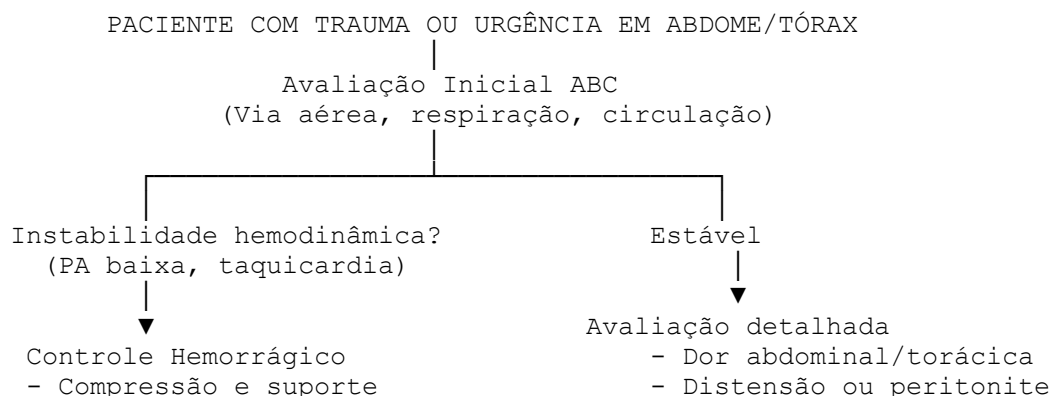 PACIENTE COM TRAUMA OU URGÊNCIA EM ABDOME/TÓRAX
Avaliação Inicial ABC
(Via aérea, respiração, circulação)
Instabilidade hemodinâmica?
(PA baixa, taquicardia)
Controle Hemorrágico
- Compressão e suporte
Estável
Avaliação detalhada
- Dor abdominal/torácica
- Distensão ou peritonite